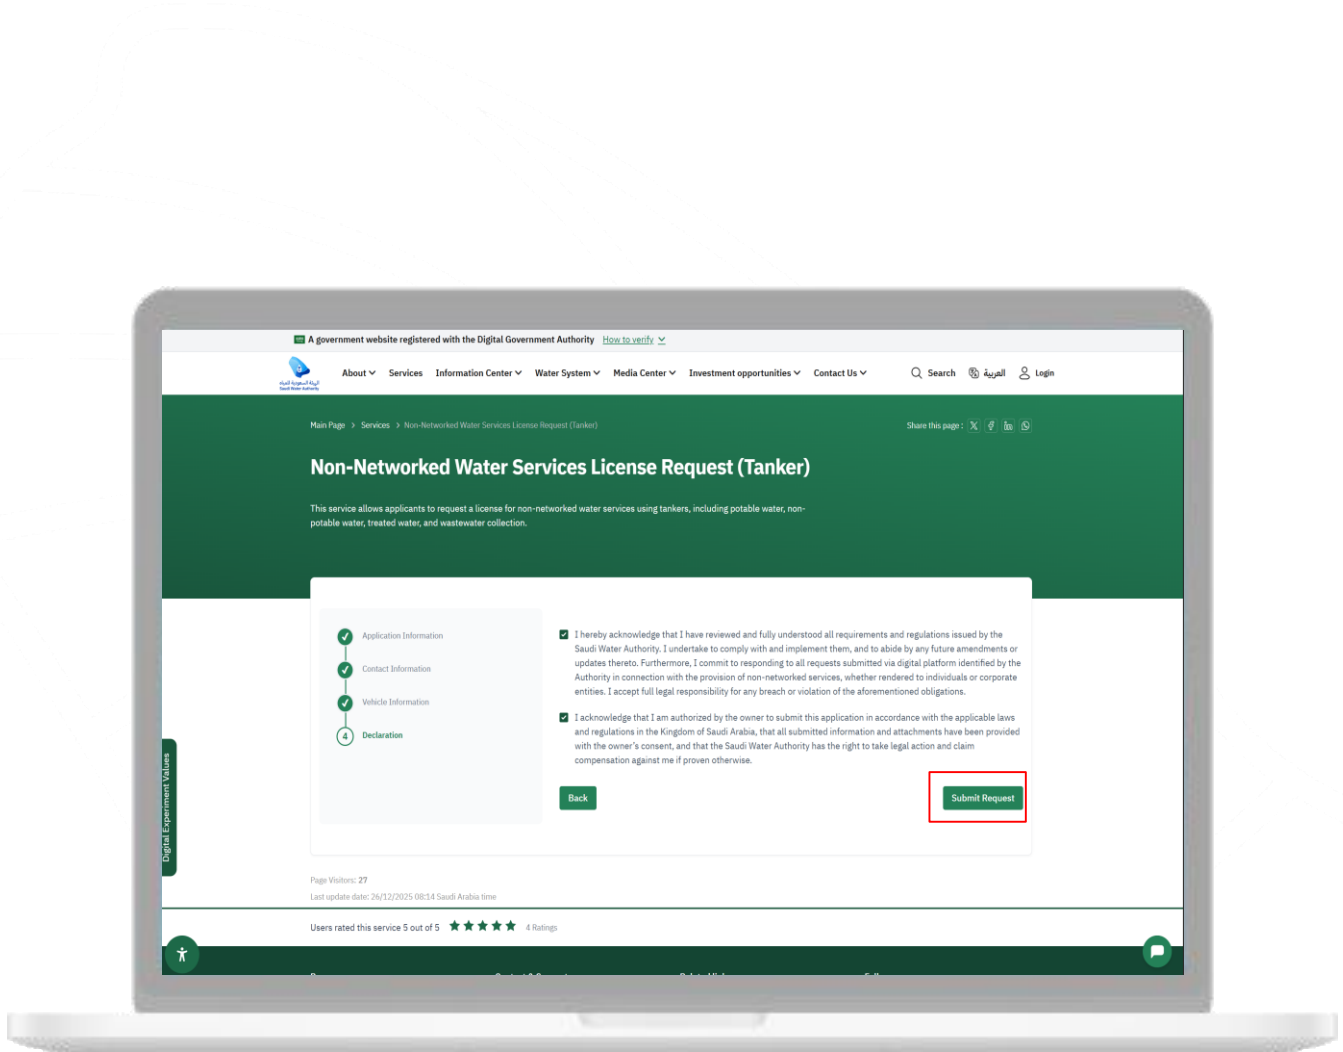 A government website registered with the Digital Government Authority How to verify
الهيئة السعودية للمياه
Saudi Water Authority
About Services Information Center Water System Media Center Investment opportunities Contact Us Search العربية Login
Main Page > Services > Non-Networked Water Services License Request (Tanker)
Share this page :
Non-Networked Water Services License Request (Tanker)
This service allows applicants to request a license for non-networked water services using tankers, including potable water, non-
potable water, treated water, and wastewater collection.
Application Information
Contact Information
Vehicle Information
4 Declaration
I hereby acknowledge that I have reviewed and fully understood all requirements and regulations issued by the
Saudi Water Authority. I undertake to comply with and implement them, and to abide by any future amendments or
updates thereto. Furthermore, I commit to responding to all requests submitted via digital platform identified by the
Authority in connection with the provision of non-networked services, whether rendered to individuals or corporate
entities. I accept full legal responsibility for any breach or violation of the aforementioned obligations.
I acknowledge that I am authorized by the owner to submit this application in accordance with the applicable laws
and regulations in the Kingdom of Saudi Arabia, that all submitted information and attachments have been provided
with the owner's consent, and that the Saudi Water Authority has the right to take legal action and claim
compensation against me if proven otherwise.
Back
Submit Request
Digital Experiment Values
Page Visitors: 27
Last update date: 26/12/2025 08:14 Saudi Arabia time
Users rated this service 5 out of 5 4 Ratings